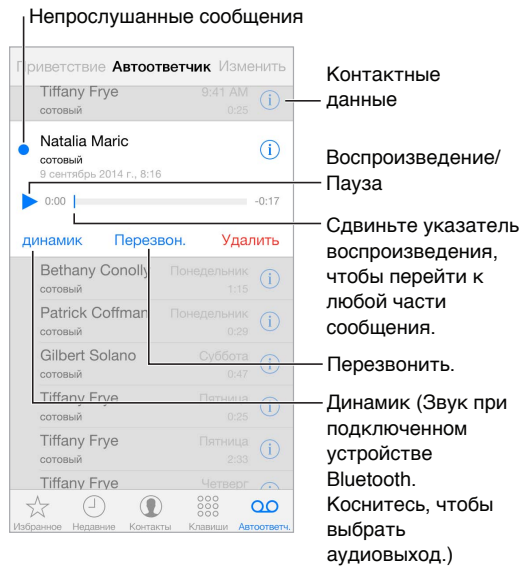 Непрослушанные сообщения
Приветствие Автоответчик Изменить
Tiffany Frye 9:41 AM
сотовый 0:25
Контактные
данные
Natalia Maric
сотовый
9 сентябрь 2014 г., 8:16
Воспроизведение/
Пауза
0:00 -0:17
динамик Перезвон. Удалить
Сдвиньте указатель
воспроизведения,
чтобы перейти к
любой части
сообщения.
Bethany Conolly Понедельник
сотовый 1:15
Patrick Coffman Понедельник
сотовый 0:29
Gilbert Solano Суббота
сотовый 0:47
Перезвонить.
Tiffany Frye Пятница
сотовый 0:25
Tiffany Frye Пятница
сотовый 2:33
Tiffany Frye Четверг
Динамик (Звук при
подключенном
устройстве
Bluetooth.
Коснитесь, чтобы
выбрать
аудиовыход.)
Избранное Недавние Контакты Клавиши Автоответч.